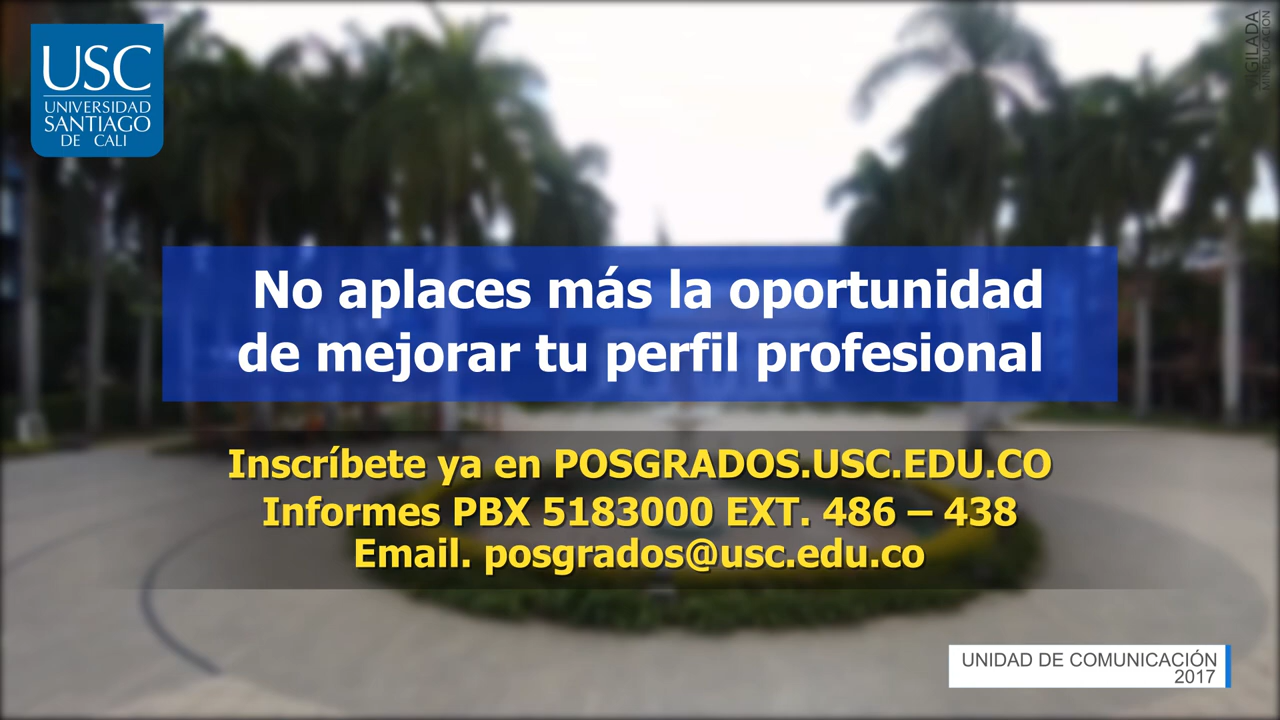 USC
UNIVERSIDAD
SANTIAGO
DE CALI
VIGILADA
MINEDUCACIÓN
No aplaces más la oportunidad
de mejorar tu perfil profesional
Inscríbete ya en POSGRADOS.USC.EDU.CO
Informes PBX 5183000 EXT. 486 – 438
Email. posgrados@usc.edu.co
UNIDAD DE COMUNICACIÓN
2017